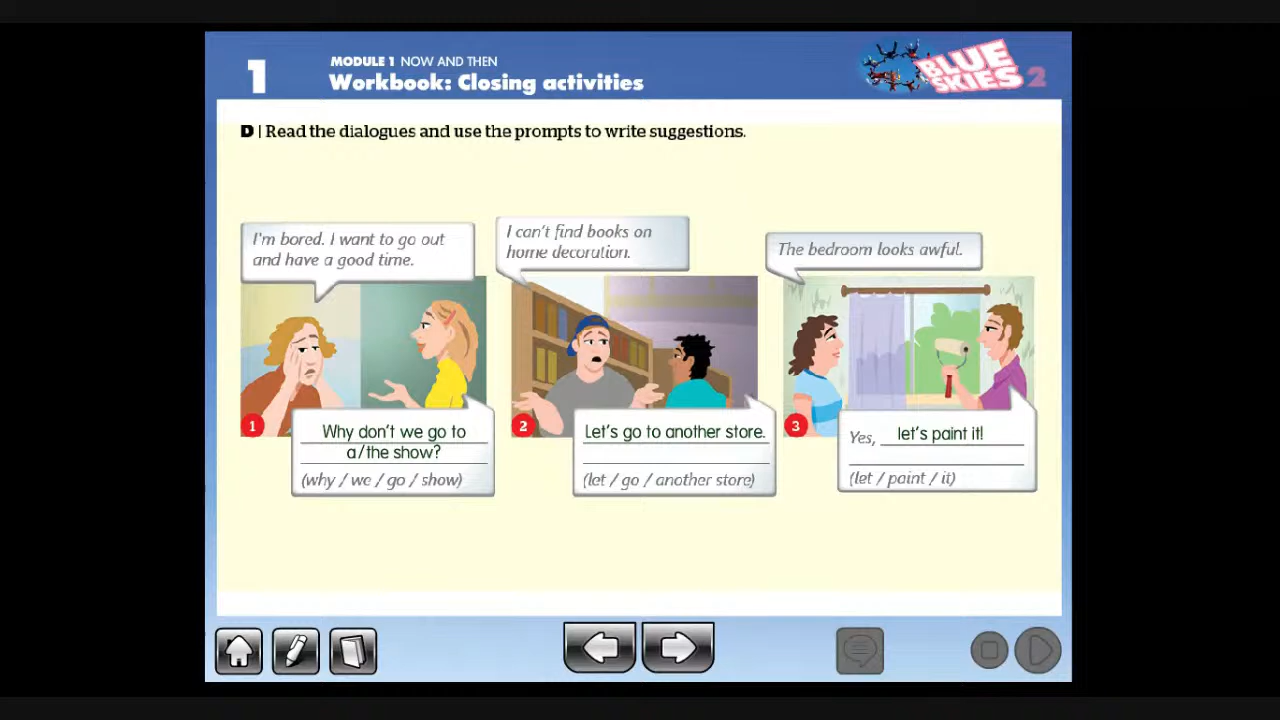 1
MODULE 1 NOW AND THEN
Workbook: Closing activities
BLUE
SKIES 2
D | Read the dialogues and use the prompts to write suggestions.
I'm bored. I want to go out
and have a good time.
1
Why don't we go to
a/the show?
(why / we / go / show)
I can't find books on
home decoration.
2
Let's go to another store.
(let / go / another store)
The bedroom looks awful.
3
Yes, let's paint it!
(let / paint / it)